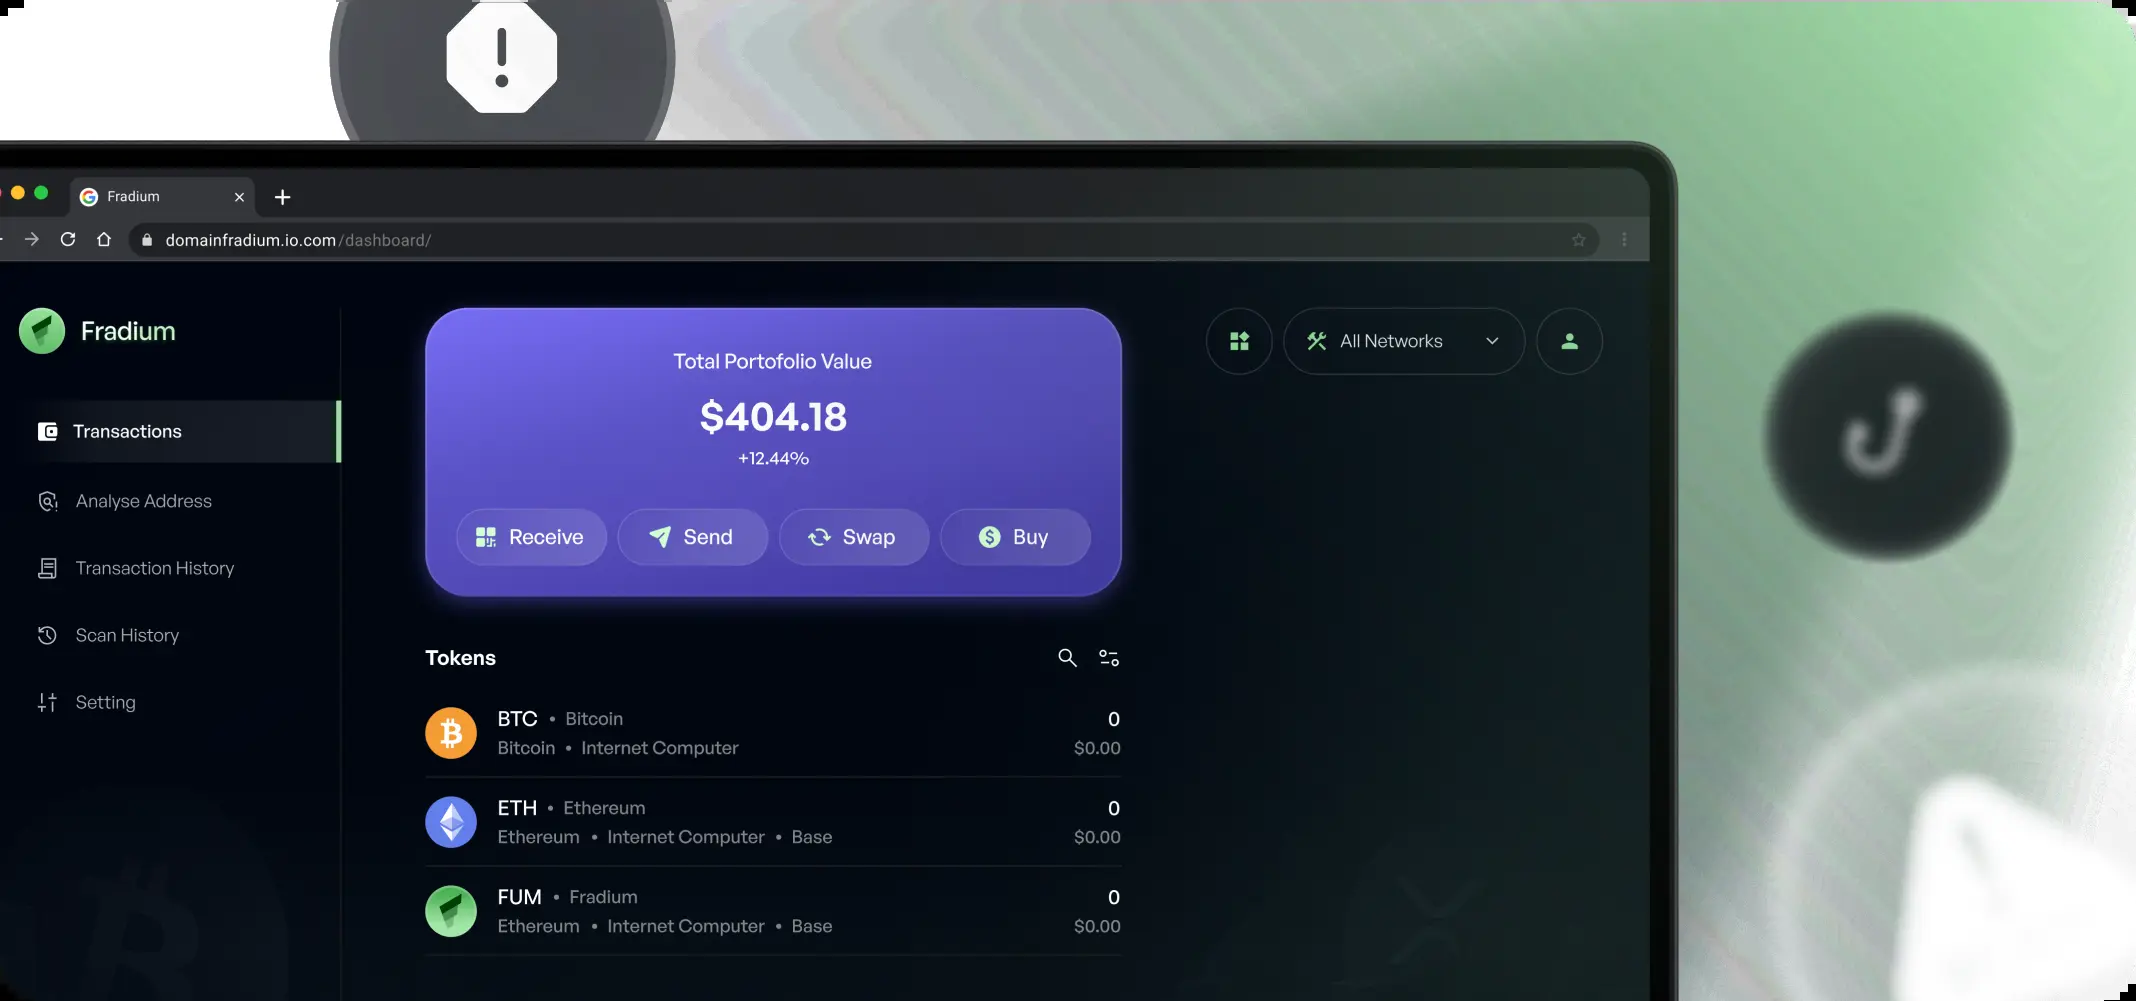 Fradium
domainfradium.io.com/dashboard/
Fradium
Transactions
Analyse Address
Transaction History
Scan History
Setting
Total Portofolio Value
$404.18
+12.44%
Receive
Send
Swap
Buy
All Networks
Tokens
BTC • Bitcoin
0
Bitcoin • Internet Computer
$0.00
ETH • Ethereum
0
Ethereum • Internet Computer • Base
$0.00
FUM • Fradium
0
Ethereum • Internet Computer • Base
$0.00